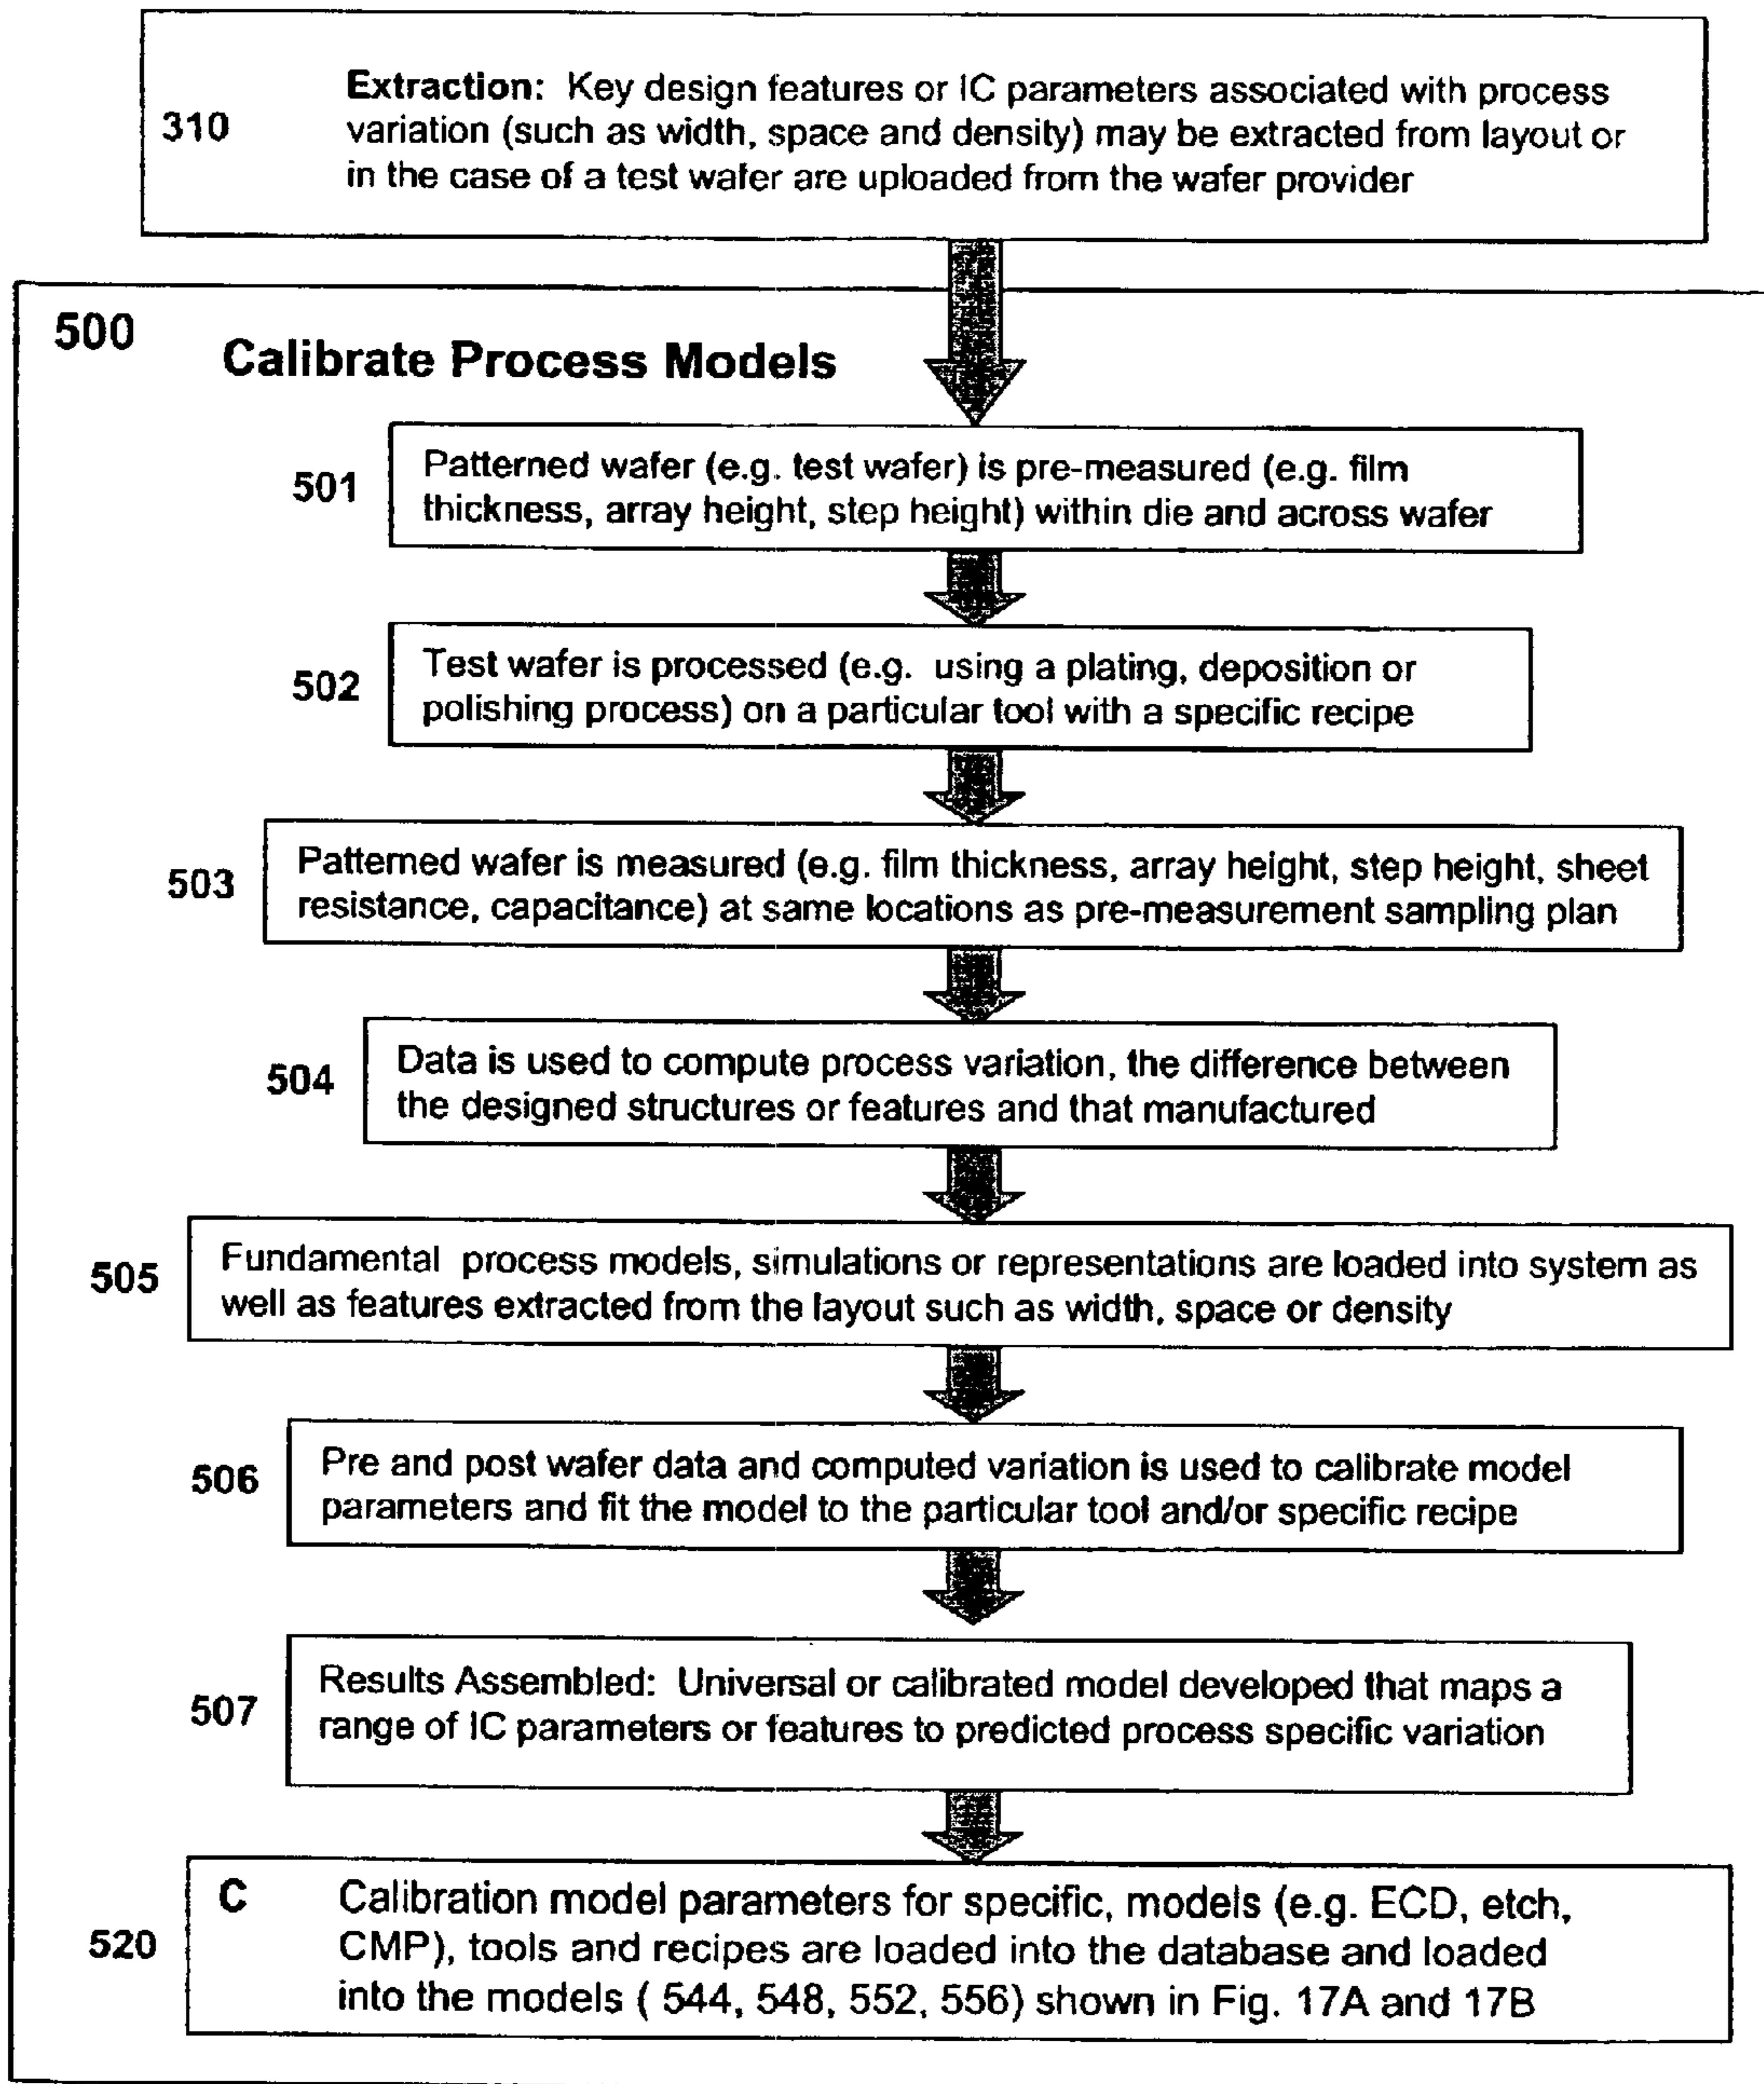 310
Extraction: Key design features or IC parameters associated with process
variation (such as width, space and density) may be extracted from layout or
in the case of a test wafer are uploaded from the wafer provider
500
Calibrate Process Models
501
Patterned wafer (e.g. test wafer) is pre-measured (e.g. film
thickness, array height, step height) within die and across wafer
502
Test wafer is processed (e.g. using a plating, deposition or
polishing process) on a particular tool with a specific recipe
503
Patterned wafer is measured (e.g. film thickness, array height, step height, sheet
resistance, capacitance) at same locations as pre-measurement sampling plan
504
Data is used to compute process variation, the difference between
the designed structures or features and that manufactured
505
Fundamental process models, simulations or representations are loaded into system as
well as features extracted from the layout such as width, space or density
506
Pre and post wafer data and computed variation is used to calibrate model
parameters and fit the model to the particular tool and/or specific recipe
507
Results Assembled: Universal or calibrated model developed that maps a
range of IC parameters or features to predicted process specific variation
520
C Calibration model parameters for specific, models (e.g. ECD, etch,
CMP), tools and recipes are loaded into the database and loaded
into the models ( 544, 548, 552, 556) shown in Fig. 17A and 17B